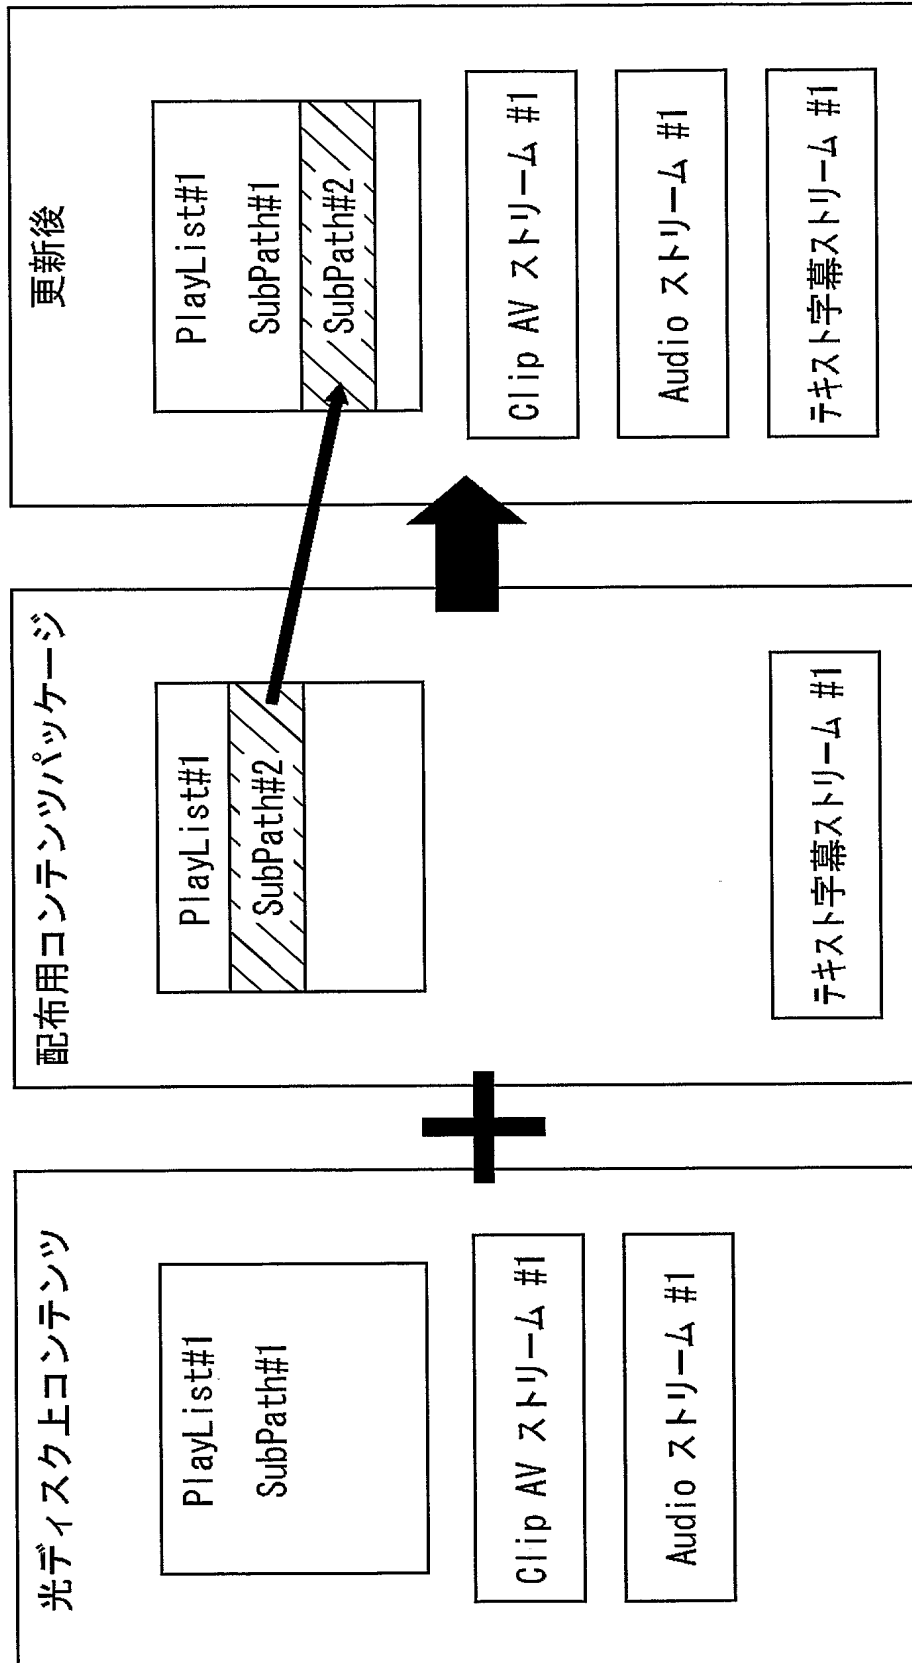 光ディスク上コンテンツ
PlayList#1
SubPath#1
Clip AV ストリーム #1
Audio ストリーム #1
配布用コンテンツパッケージ
PlayList#1
SubPath#2
テキスト字幕ストリーム #1
更新後
PlayList#1
SubPath#1
SubPath#2
Clip AV ストリーム #1
Audio ストリーム #1
テキスト字幕ストリーム #1